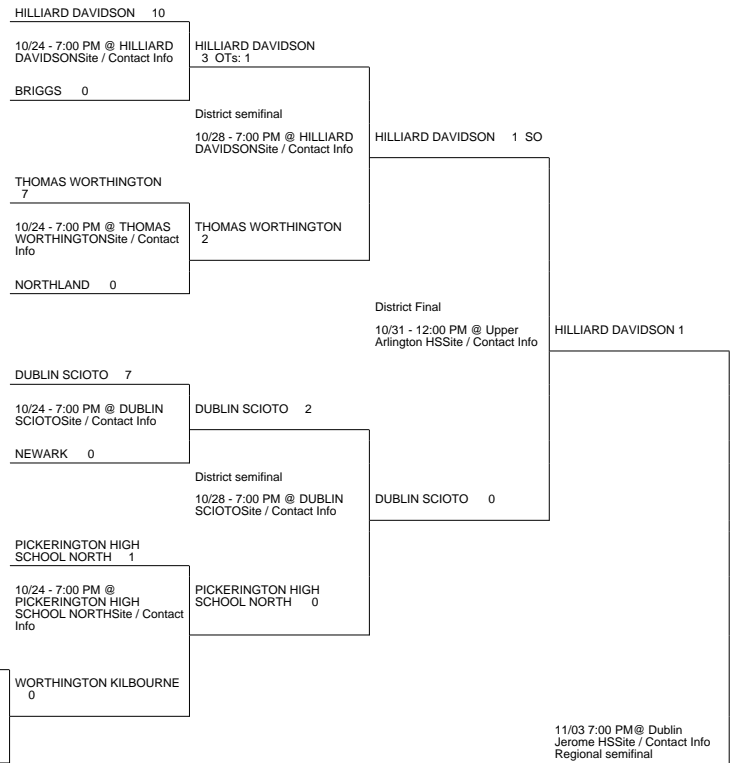 HILLIARD DAVIDSON 10
10/24 - 7:00 PM @ HILLIARD
DAVIDSONSite / Contact Info
BRIGGS 0
HILLIARD DAVIDSON
3 OTs: 1
District semifinal
10/28 - 7:00 PM @ HILLIARD
DAVIDSONSite / Contact Info
HILLIARD DAVIDSON 1 SO
THOMAS WORTHINGTON
7
10/24 - 7:00 PM @ THOMAS
WORTHINGTONSite / Contact
Info
NORTHLAND 0
THOMAS WORTHINGTON
2
District Final
10/31 - 12:00 PM @ Upper
Arlington HSSite / Contact Info
HILLIARD DAVIDSON 1
DUBLIN SCIOTO 7
10/24 - 7:00 PM @ DUBLIN
SCIOTOSite / Contact Info
NEWARK 0
DUBLIN SCIOTO 2
District semifinal
10/28 - 7:00 PM @ DUBLIN
SCIOTOSite / Contact Info
DUBLIN SCIOTO 0
PICKERINGTON HIGH
SCHOOL NORTH 1
10/24 - 7:00 PM @
PICKERINGTON HIGH
SCHOOL NORTHSite / Contact
Info
PICKERINGTON HIGH
SCHOOL NORTH 0
WORTHINGTON KILBOURNE
0
11/03 7:00 PM@ Dublin
Jerome HSSite / Contact Info
Regional semifinal